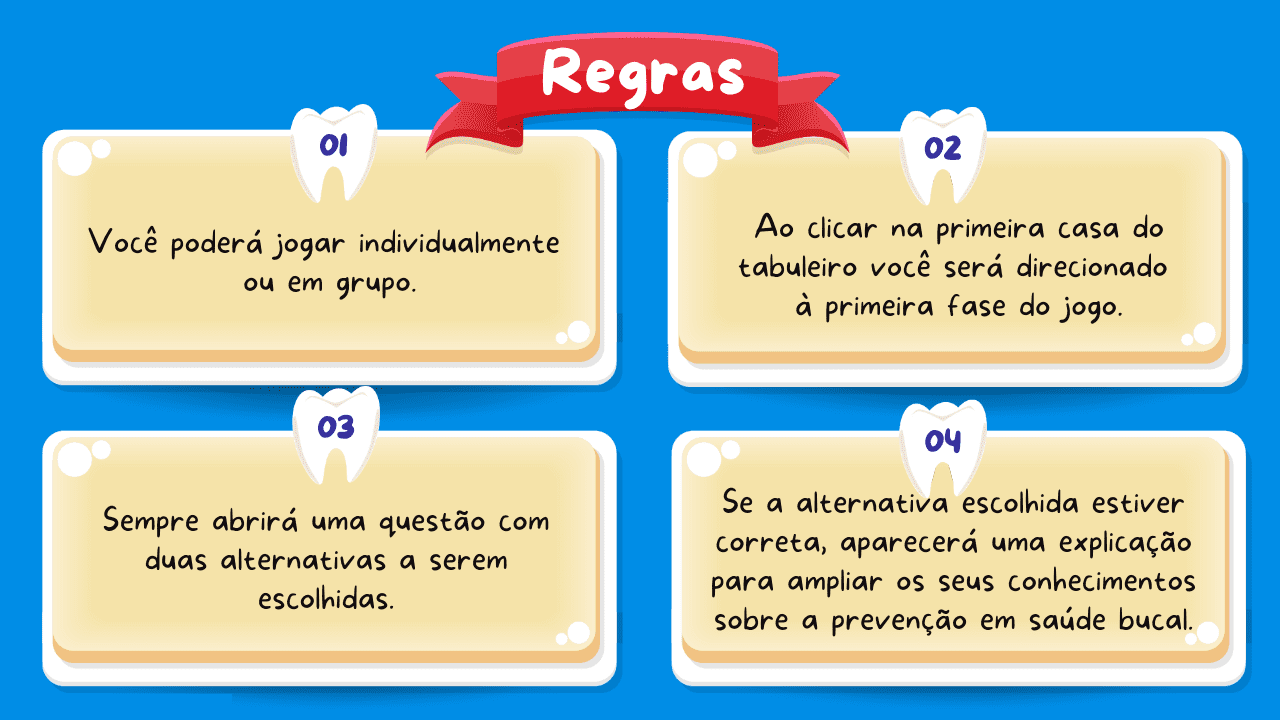 Regras
01
Você poderá jogar individualmente
ou em grupo.
02
Ao clicar na primeira casa do
tabuleiro você será direcionado
à primeira fase do jogo.
03
Sempre abrirá uma questão com
duas alternativas a serem
escolhidas.
04
Se a alternativa escolhida estiver
correta, aparecerá uma explicação
para ampliar os seus conhecimentos
sobre a prevenção em saúde bucal.